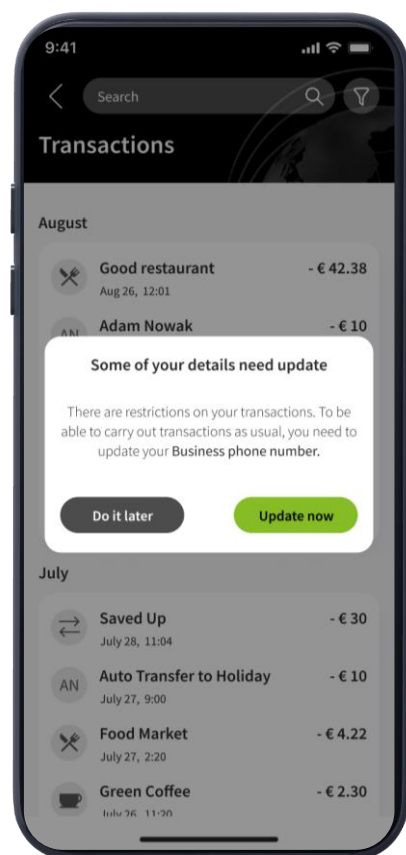 9:41
Search
Transactions
August
Good restaurant - € 42.38
Aug 26, 12:01
AN Adam Nowak - € 10
Some of your details need update
There are restrictions on your transactions. To be
able to carry out transactions as usual, you need to
update your Business phone number.
Do it later Update now
July
Saved Up - € 30
July 28, 11:04
AN Auto Transfer to Holiday - € 10
July 27, 9:00
Food Market - € 4.22
July 27, 2:20
Green Coffee - € 2.30
July 26, 11:20